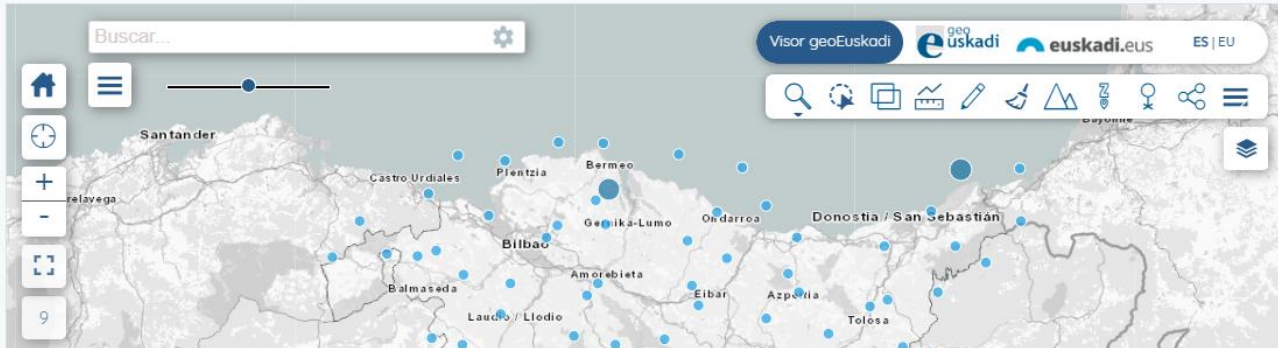 Buscar...
Visor geoEuskadi
geo
euskadi
euskadi.eus
ES | EU
Santander
Bayonne
Bermeo
Plentzia
Castro Urdiales
+
relavega
-
Gernika-Lumo
Ondarroa
Donostia / San Sebastián
Bilbao
Amorebieta
Balmaseda
Eibar
Azpeitia
9
Laudio / Llodio
Tolosa